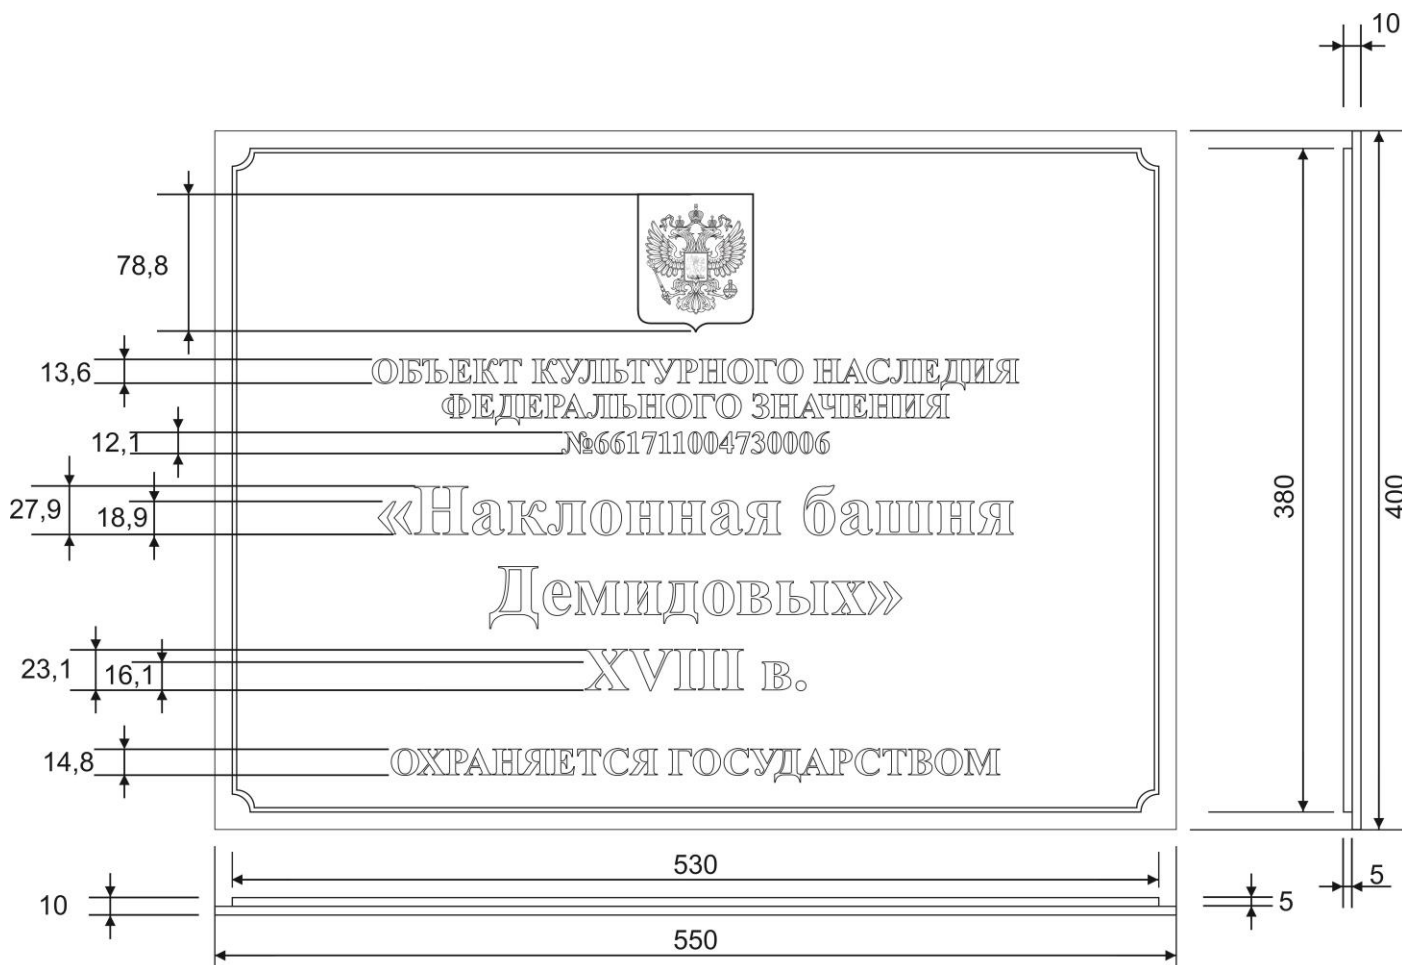 10
78,8
13,6
ОБЪЕКТ КУЛЬТУРНОГО НАСЛЕДИЯ
ФЕДЕРАЛЬНОГО ЗНАЧЕНИЯ
12,1
№661711004730006
27,9
18,9
«Наклонная башня
380
400
Демидовых»
23,1
16,1
XVIII в.
14,8
ОХРАНЯЕТСЯ ГОСУДАРСТВОМ
530
5
10
5
550